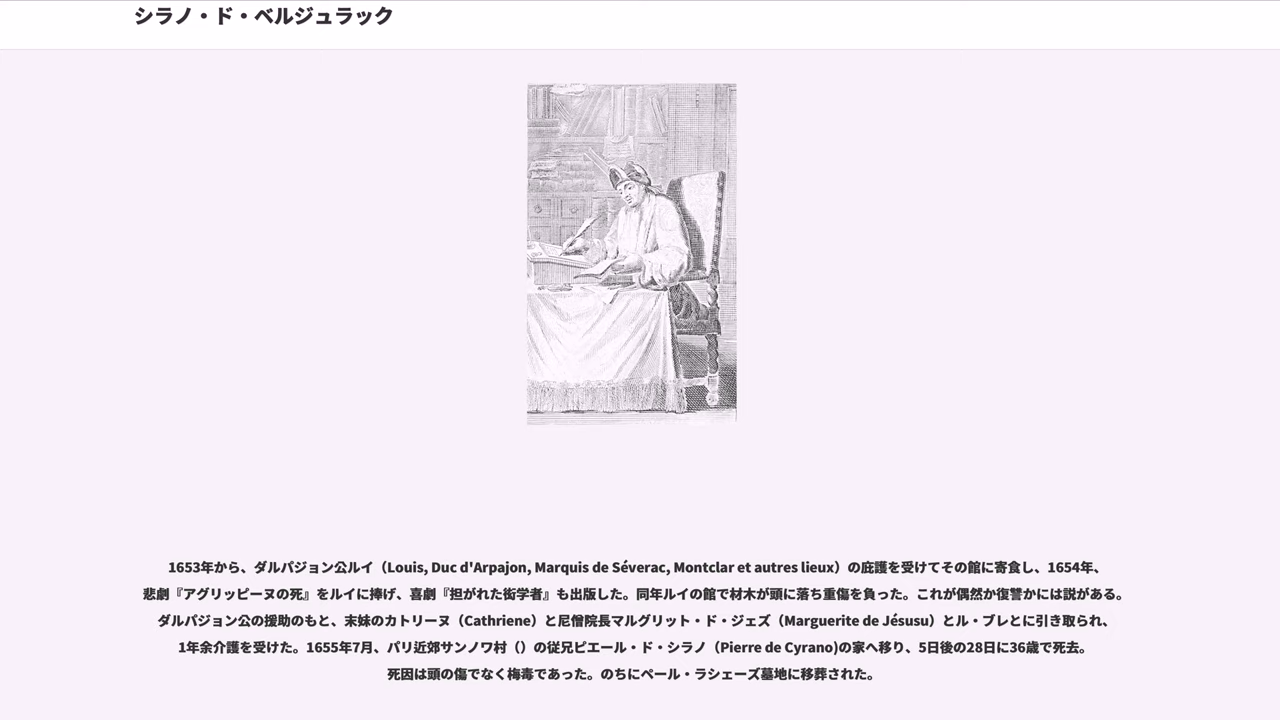 シラノ・ド・ベルジュラック
1653年から、ダルパジョン公ルイ（Louis, Duc d'Arpajon, Marquis de Séverac, Montclar et autres lieux）の庇護を受けてその館に寄食し、1654年、
悲劇『アグリッピーヌの死』をルイに捧げ、喜劇『担がれた衒学者』も出版した。同年ルイの館で材木が頭に落ち重傷を負った。これが偶然か復讐かには説がある。
ダルパジョン公の援助のもと、末妹のカトリーヌ（Cathriene）と尼僧院長マルグリット・ド・ジェズ（Marguerite de Jésusu）とル・ブレとに引き取られ、
1年余介護を受けた。1655年7月、パリ近郊サンノワ村（）の従兄ピエール・ド・シラノ（Pierre de Cyrano)の家へ移り、5日後の28日に36歳で死去。
死因は頭の傷でなく梅毒であった。のちにペール・ラシェーズ墓地に移葬された。